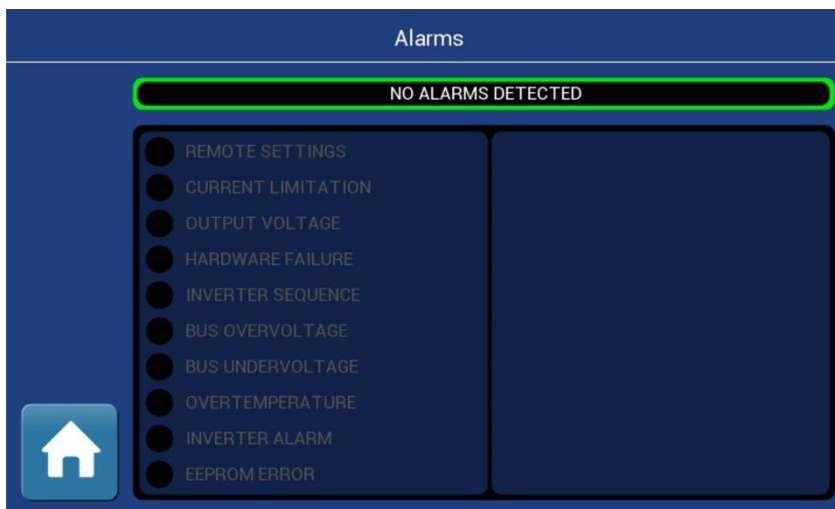 Alarms
NO ALARMS DETECTED
REMOTE SETTINGS
CURRENT LIMITATION
OUTPUT VOLTAGE
HARDWARE FAILURE
INVERTER SEQUENCE
BUS OVERVOLTAGE
BUS UNDERVOLTAGE
OVERTEMPERATURE
INVERTER ALARM
EEPROM ERROR